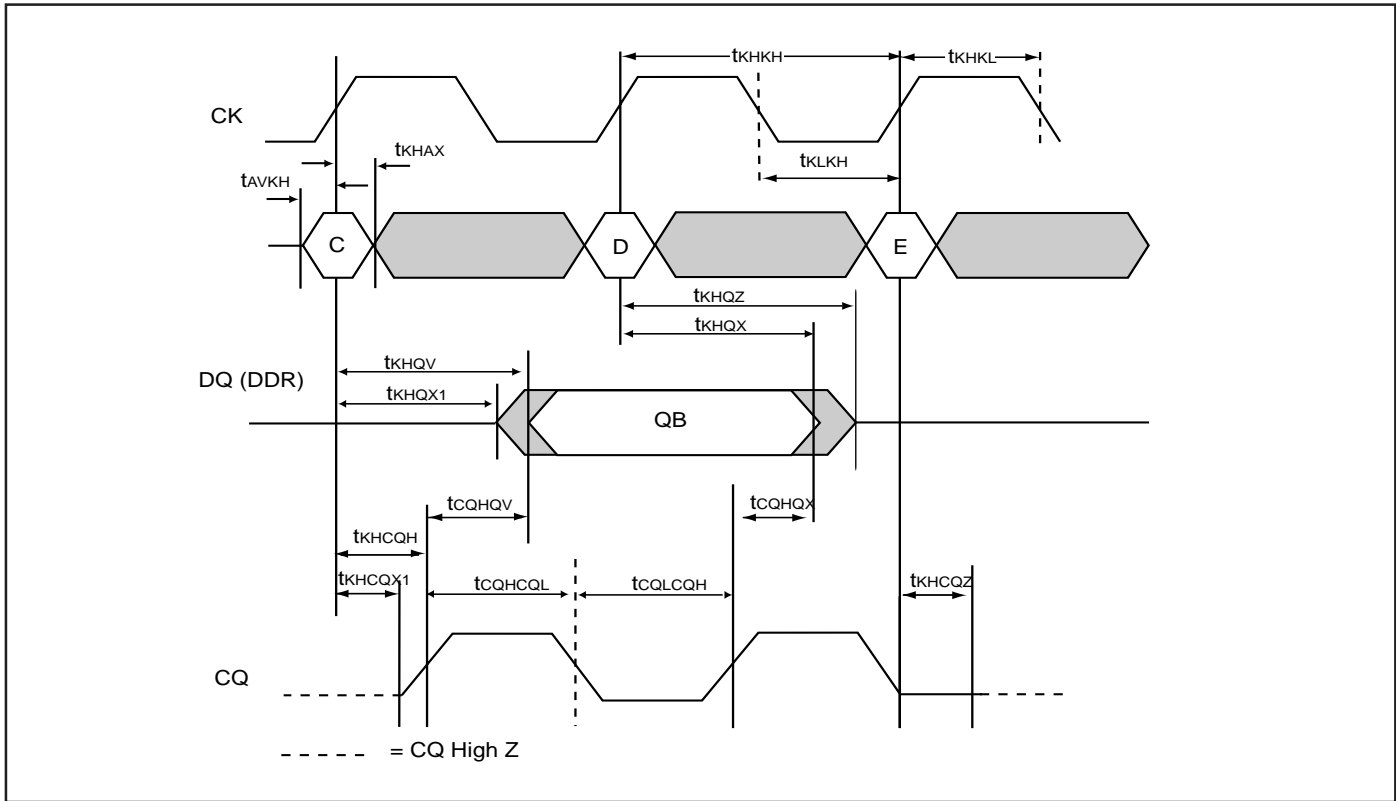 tKHKH
tKHKL
CK
tKHAX
tKLKH
tAVKH
C
D
E
tKHQZ
tKHQX
tKHQV
DQ (DDR)
tKHQX1
QB
tCQHQV
tCQHQX
tKHCQH
tKHCQX1
tCQHCQL
tCQLCQH
tKHCQZ
CQ
= CQ High Z